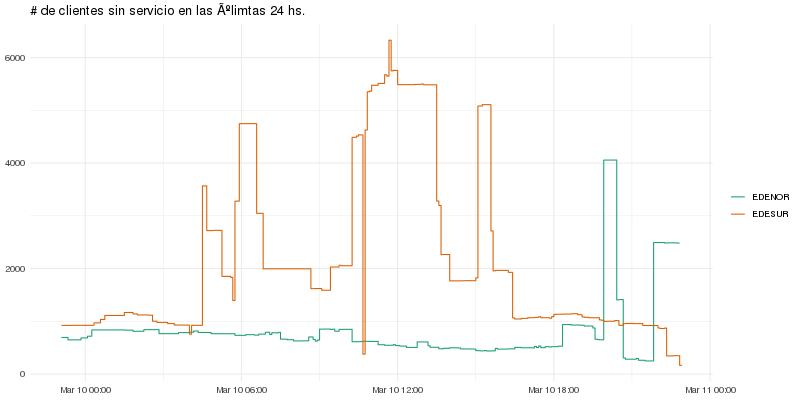 # de clientes sin servicio en las Ãºlimtas 24 hs.
6000
4000
2000
0
Mar 10 00:00
Mar 10 06:00
Mar 10 12:00
Mar 10 18:00
Mar 11 00:00
EDENOR
EDESUR